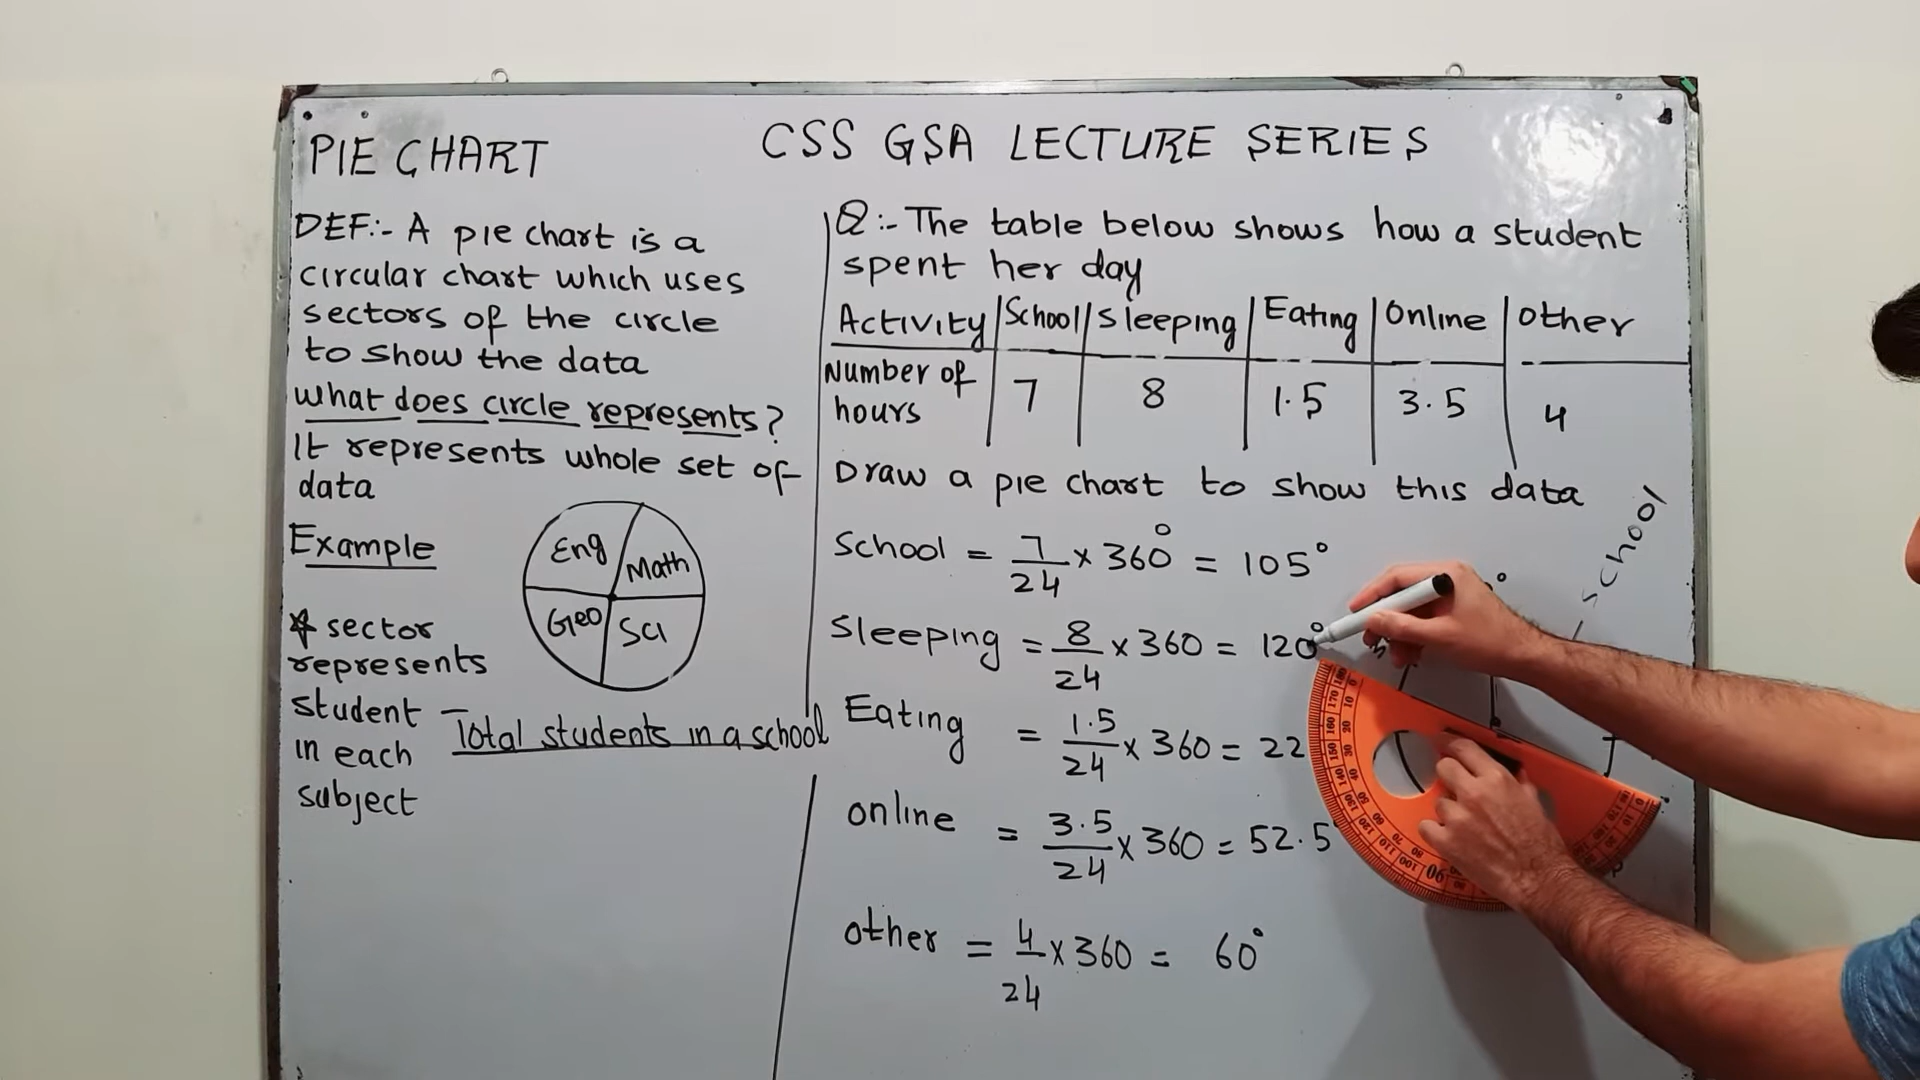 PIE CHART
CSS GSA LECTURE SERIES
DEF:- A pie chart is a
circular chart which uses
sectors of the circle
to show the data
what does circle represents?
It represents whole set of
data
Example
Eng
Math
Geo
Sci
* sector
represents
student
in each
subject
Total students in a school
Q:- The table below shows how a student
spent her day
Activity School Sleeping Eating Online other
Number of
hours 7 8 1.5 3.5 4
Draw a pie chart to show this data
School = 7/24 × 360° = 105°
Sleeping = 8/24 × 360 = 120°
Eating = 1.5/24 × 360 = 22
online = 3.5/24 × 360 = 52.5
other = 4/24 × 360 = 60°
school